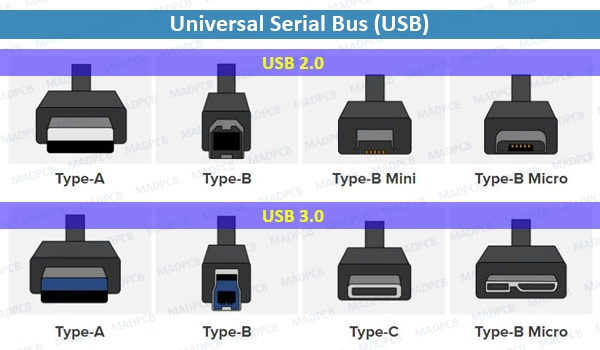 Universal Serial Bus (USB)
USB 2.0
Type-A Type-B Type-B Mini Type-B Micro
USB 3.0
Type-A Type-B Type-C Type-B Micro
MADPCB